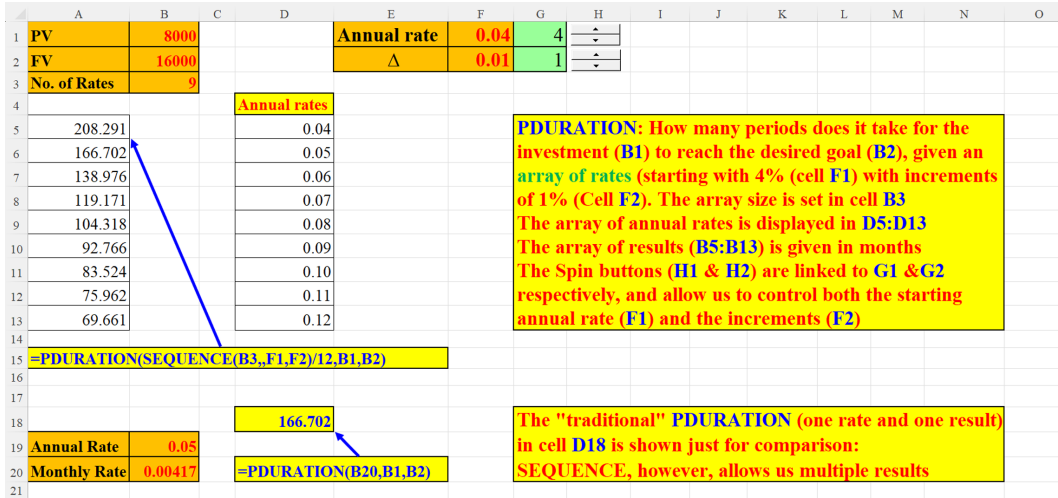 A B C D E F G H I J K L M N O
1 PV 8000 Annual rate 0.04 4
2 FV 16000 Δ 0.01 1
3 No. of Rates 9
4 Annual rates
5 208.291 0.04 PDURATION: How many periods does it take for the
6 166.702 0.05 investment (B1) to reach the desired goal (B2), given an
7 138.976 0.06 array of rates (starting with 4% (cell F1) with increments
8 119.171 0.07 of 1% (Cell F2). The array size is set in cell B3
9 104.318 0.08 The array of annual rates is displayed in D5:D13
10 92.766 0.09 The array of results (B5:B13) is given in months
11 83.524 0.10 The Spin buttons (H1 & H2) are linked to G1 &G2
12 75.962 0.11 respectively, and allow us to control both the starting
13 69.661 0.12 annual rate (F1) and the increments (F2)
14
15 =PDURATION(SEQUENCE(B3,,F1,F2)/12,B1,B2)
16
17
18 166.702 The "traditional" PDURATION (one rate and one result)
19 Annual Rate 0.05 in cell D18 is shown just for comparison:
20 Monthly Rate 0.00417 =PDURATION(B20,B1,B2) SEQUENCE, however, allows us multiple results
21